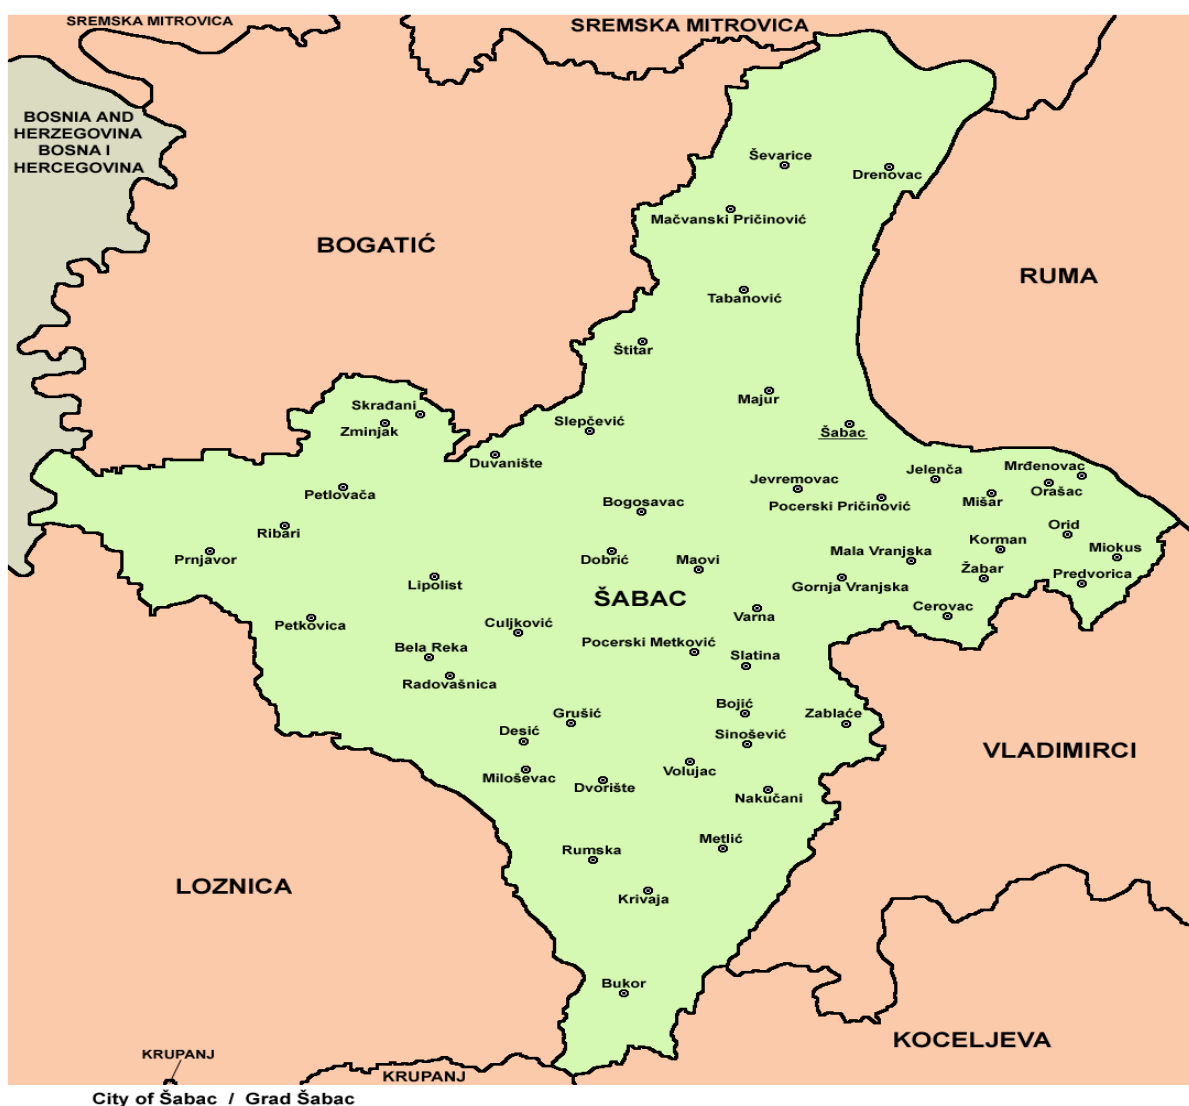 SREMSKA MITROVICA
SREMSKA MITROVICA
BOSNIA AND
HERZEGOVINA
BOSNA I
HERCEGOVINA
Ševarice
Drenovac
Mačvanski Pričinović
BOGATIĆ
RUMA
Tabanović
Štitar
Majur
Skrađani
Zminjak
Slepčević
Šabac
Duvanište
Jelenča
Mrđenovac
Jevremovac
Orašac
Petlovača
Bogosavac
Pocerski Pričinović
Mišar
Orid
Ribari
Korman
Miokus
Prnjavor
Dobrić
Maovi
Mala Vranjska
Žabar
Predvorica
Lipolist
Gornja Vranjska
ŠABAC
Cerovac
Varna
Petkovica
Culjković
Bela Reka
Pocerski Metković
Slatina
Radovašnica
Bojić
Zablaće
Grušić
Desić
Sinošević
VLADIMIRCI
Volujac
Miloševac
Dvorište
Nakučani
Metlić
Rumska
LOZNICA
Krivaja
Bukor
KOCELJEVA
KRUPANJ
KRUPANJ
City of Šabac / Grad Šabac